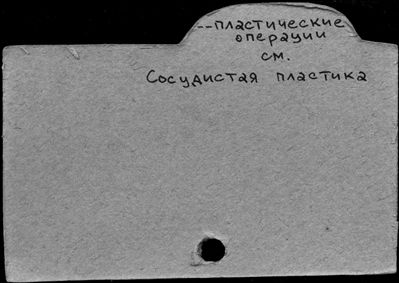 --пластические
операции
см.
Сосудистая пластика